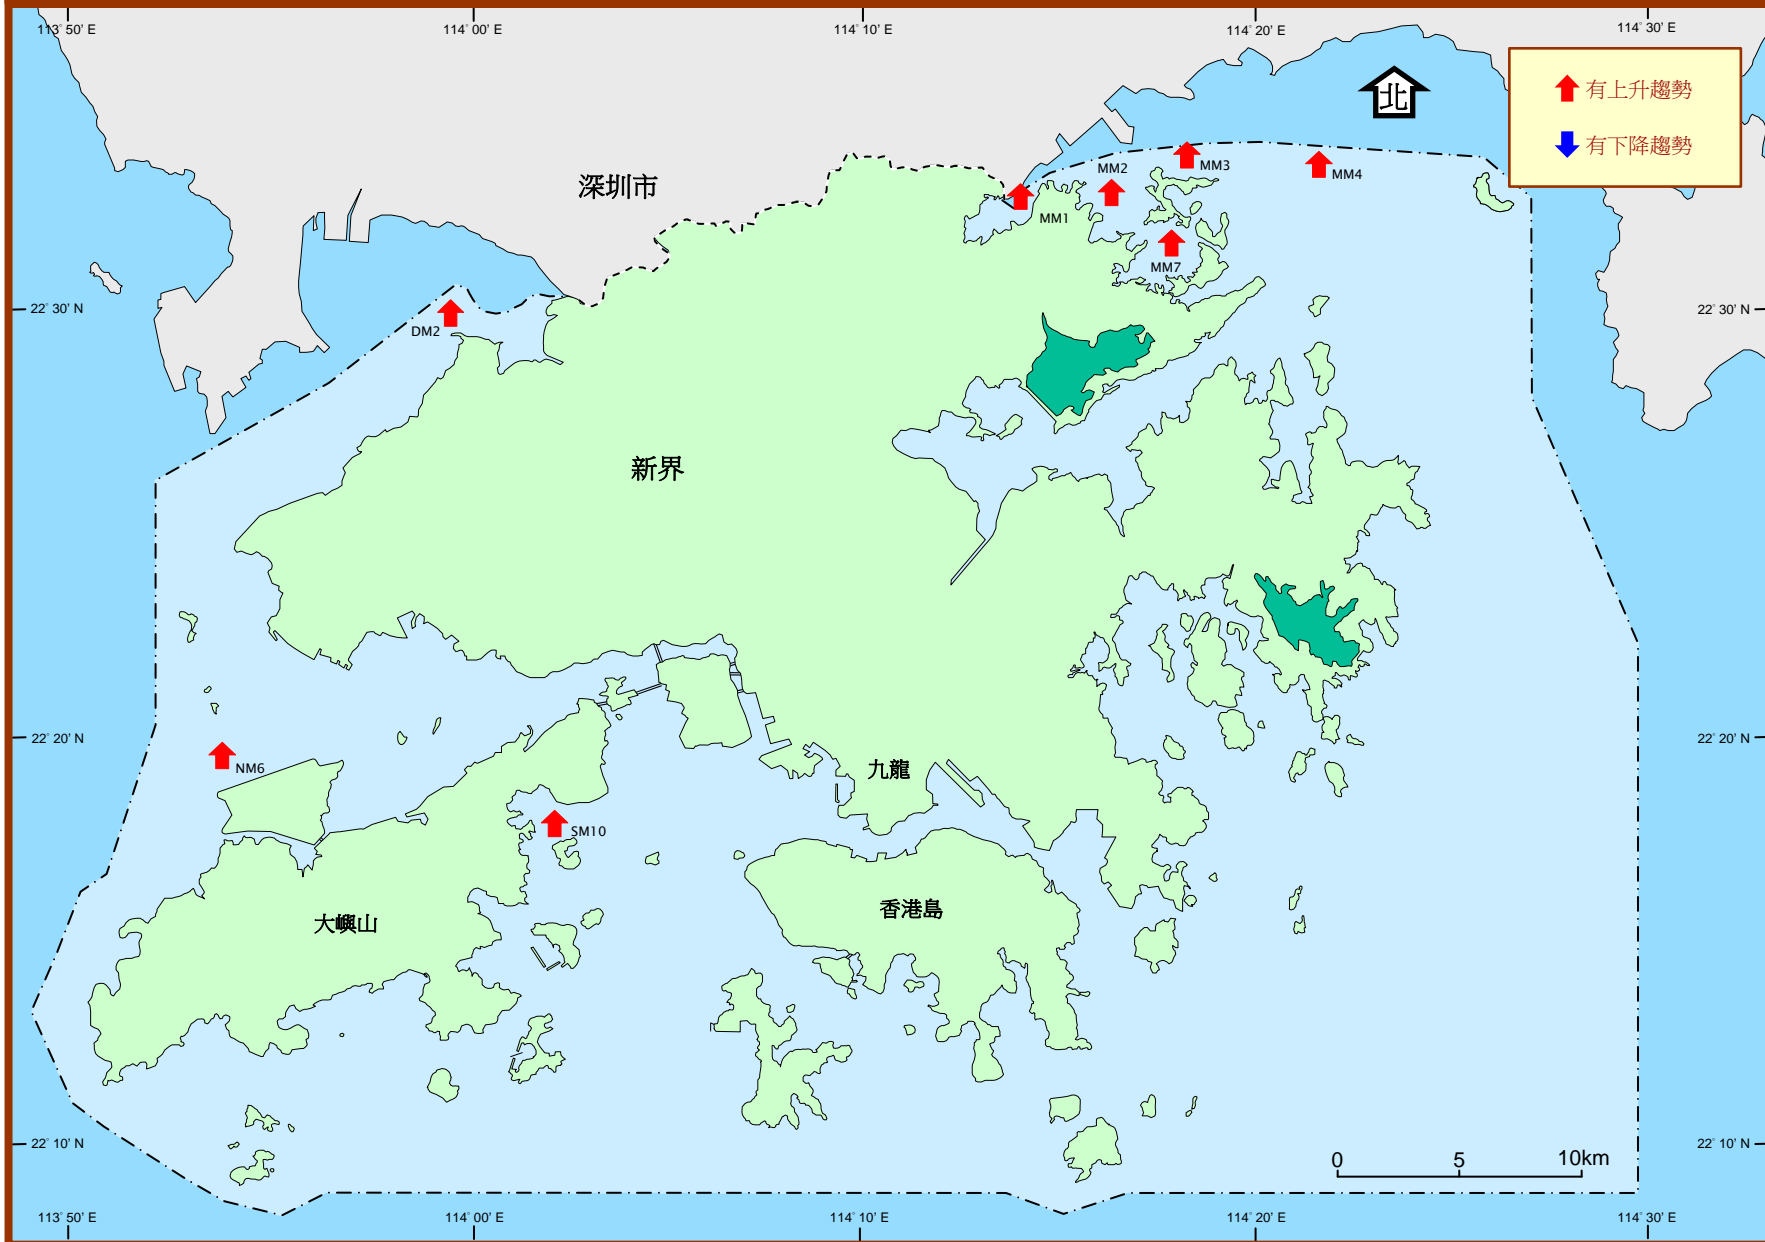 113° 50' E
114° 00' E
114° 10' E
114° 20' E
114° 30' E
有上升趨勢
有下降趨勢
北
深圳市
MM1
MM2
MM3
MM4
MM7
22° 30' N
22° 30' N
DM2
新界
22° 20' N
22° 20' N
NM6
九龍
SM10
大嶼山
香港島
22° 10' N
22° 10' N
0 5 10km
113° 50' E
114° 00' E
114° 10' E
114° 20' E
114° 30' E